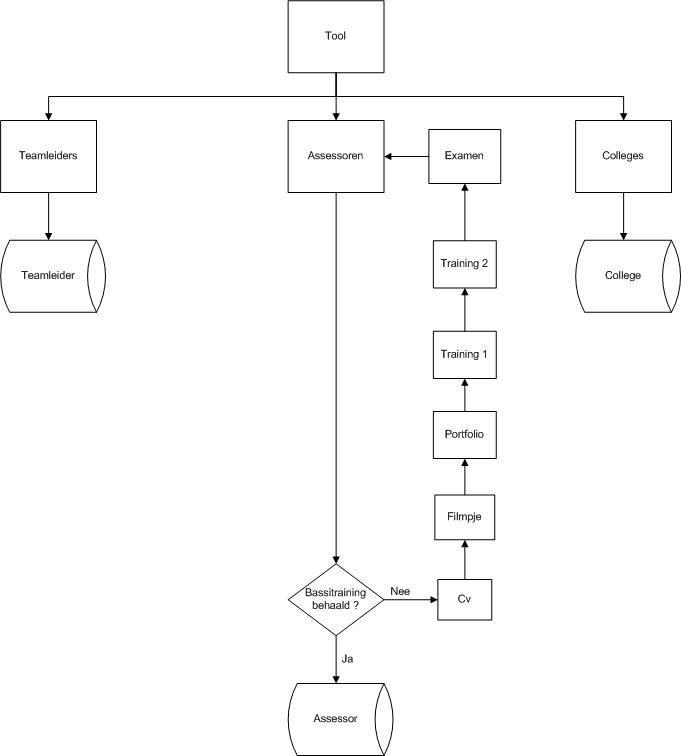 Tool
Teamleiders
Assessoren
Examen
Colleges
Teamleider
Training 2
College
Training 1
Portfolio
Filmpje
Bassitraining
behaald ?
Nee
Cv
Ja
Assessor